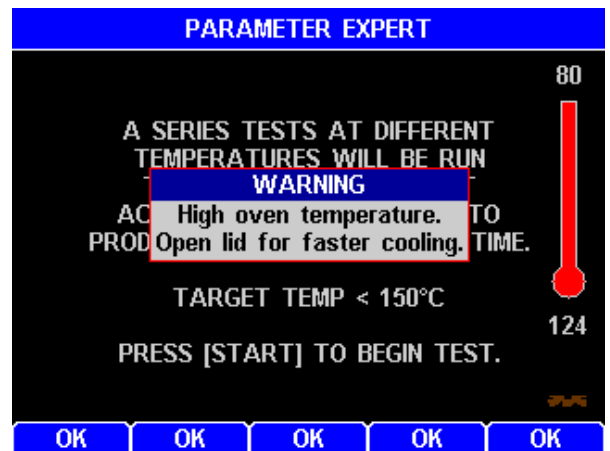 PARAMETER EXPERT
80
A SERIES TESTS AT DIFFERENT
TEMPERATURES WILL BE RUN
WARNING
AC High oven temperature. TO
PROD Open lid for faster cooling. TIME.
TARGET TEMP < 150°C
124
PRESS [START] TO BEGIN TEST.
OK OK OK OK OK